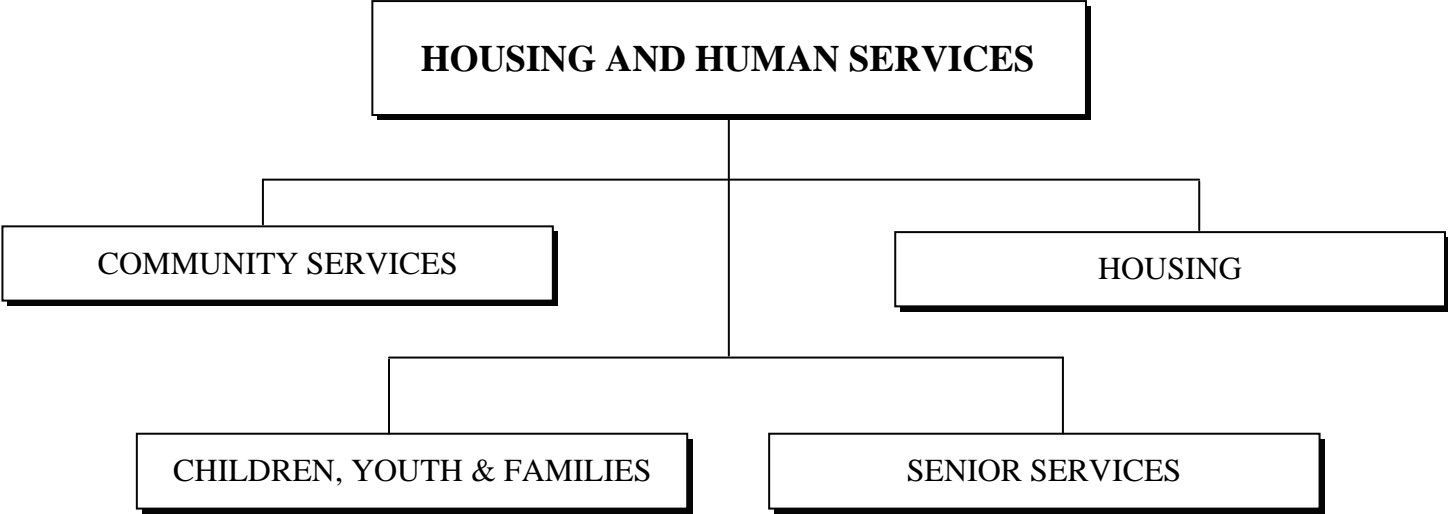 HOUSING AND HUMAN SERVICES
COMMUNITY SERVICES
HOUSING
CHILDREN, YOUTH & FAMILIES
SENIOR SERVICES